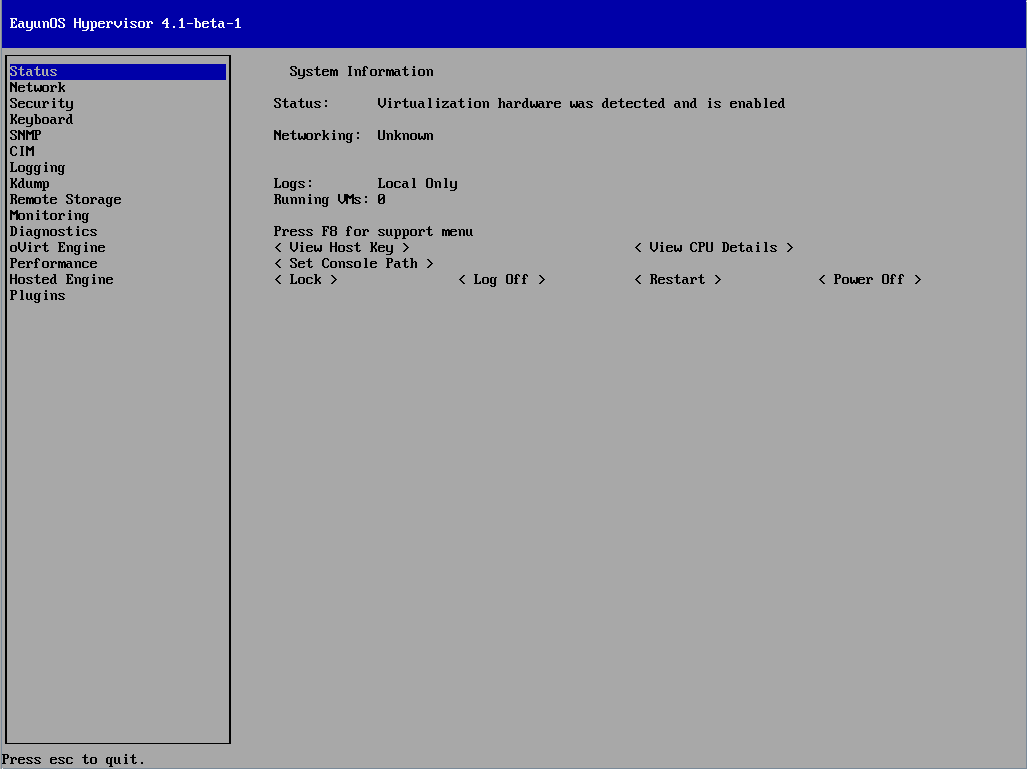 EayunOS Hypervisor 4.1-beta-1
Status
Network
Security
Keyboard
SNMP
CIM
Logging
Kdump
Remote Storage
Monitoring
Diagnostics
oVirt Engine
Performance
Hosted Engine
Plugins
System Information
Status: Virtualization hardware was detected and is enabled
Networking: Unknown
Logs: Local Only
Running VMs: 0
Press F8 for support menu
< View Host Key > < View CPU Details >
< Set Console Path >
< Lock > < Log Off > < Restart > < Power Off >
Press esc to quit.